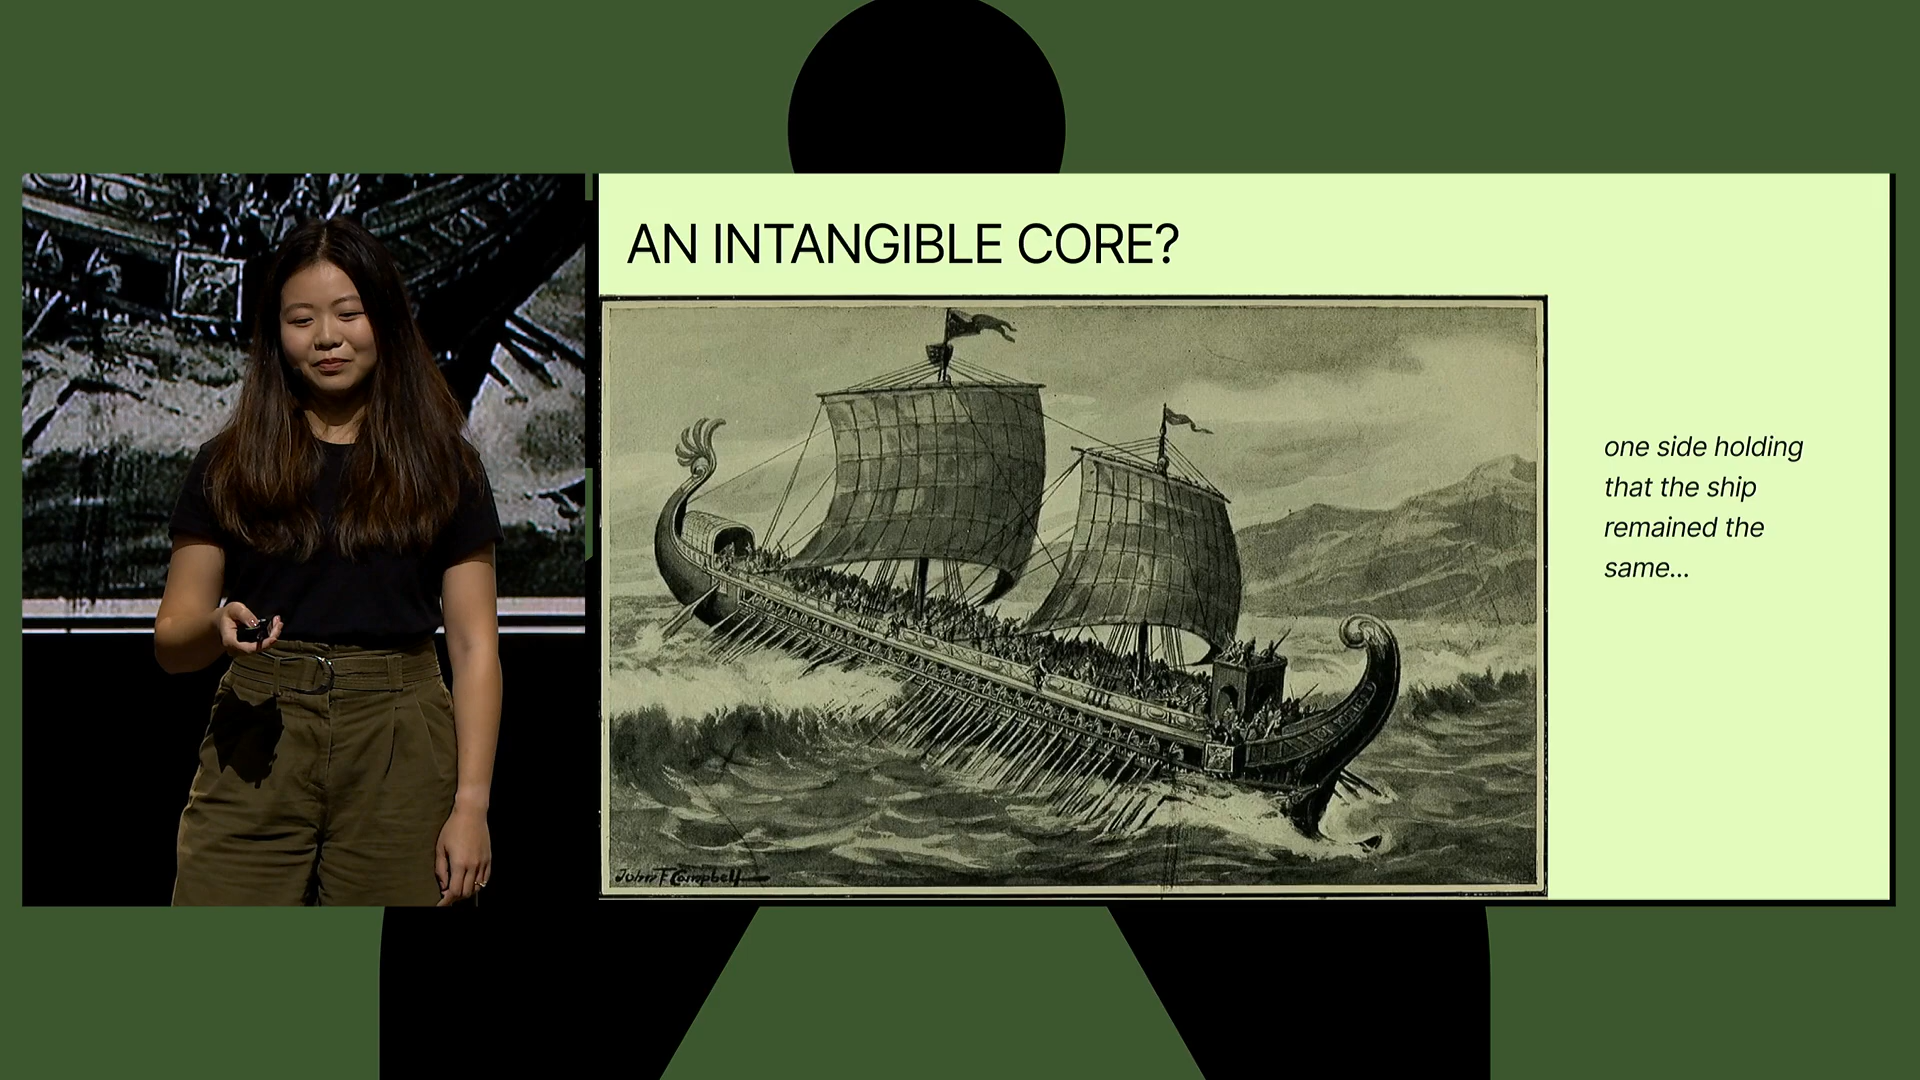 AN INTANGIBLE CORE?
one side holding
that the ship
remained the
same...
John F Campbell